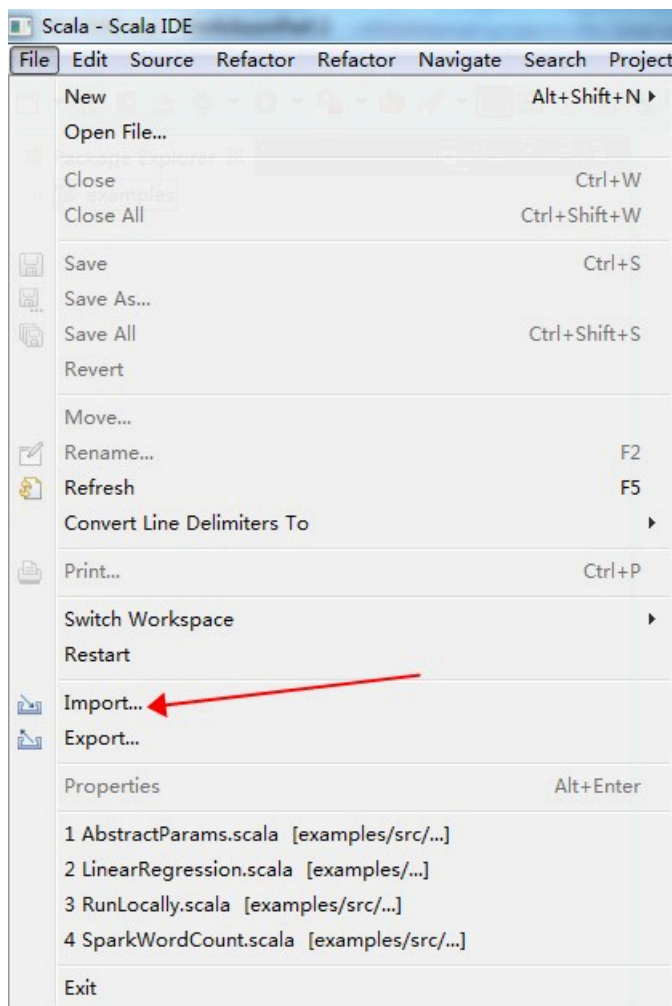 Scala - Scala IDE
File Edit Source Refactor Refactor Navigate Search Project
New Alt+Shift+N
Open File...
Package Explorer
Close Ctrl+W
examples
Close All Ctrl+Shift+W
Save Ctrl+S
Save As...
Save All Ctrl+Shift+S
Revert
Move...
Rename... F2
Refresh F5
Convert Line Delimiters To
Print... Ctrl+P
Switch Workspace
Restart
Import...
Export...
Properties Alt+Enter
1 AbstractParams.scala [examples/src/...]
2 LinearRegression.scala [examples/...]
3 RunLocally.scala [examples/src/...]
4 SparkWordCount.scala [examples/src/...]
Exit